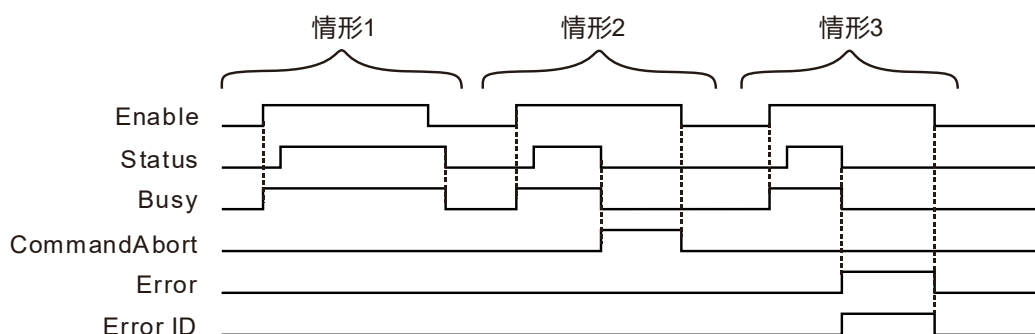 情形1 情形2 情形3
Enable
Status
Busy
CommandAbort
Error
Error ID